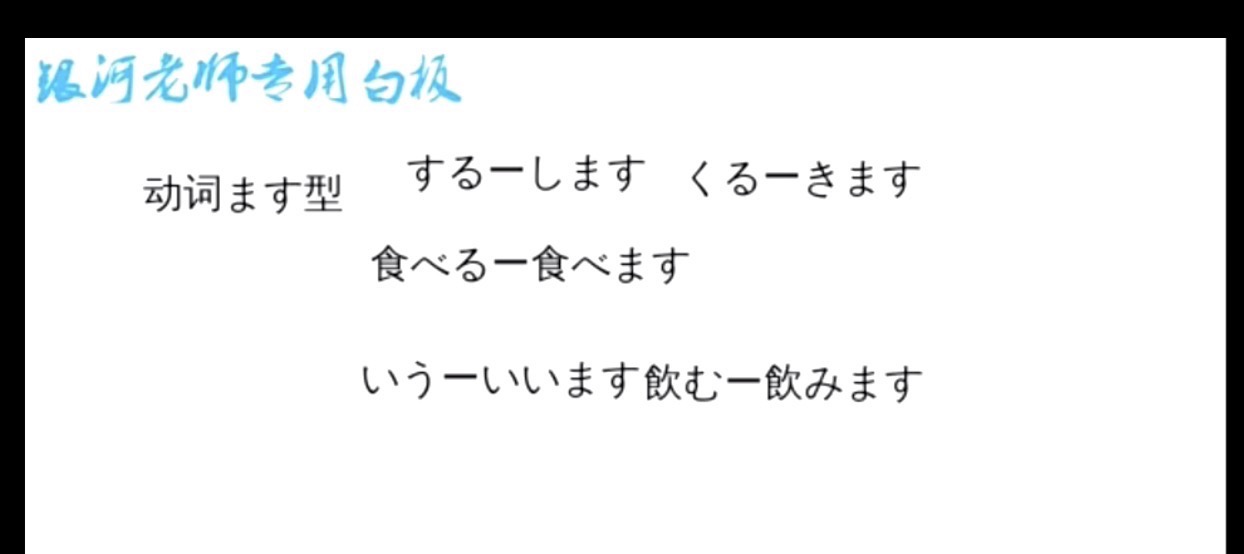 银河老师专用白板
动词ます型 するーします くるーきます
食べるー食べます
いうーいいます飲むー飲みます